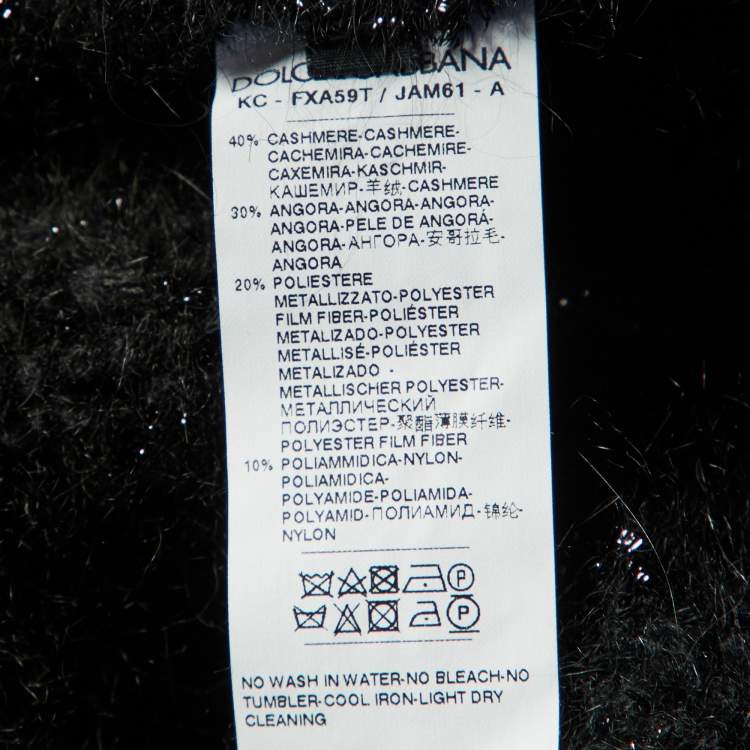 KC - FXA59T / JAM61 - A
40% CASHMERE-CASHMERE-
CACHEMIRA-CACHEMIRE-
CAXEMIRA-KASCHMIR-
КАШЕМИР-羊绒-CASHMERE
30% ANGORA-ANGORA-ANGORA-
ANGORA-PELE DE ANGORÁ-
ANGORA-АНГОРА-安哥拉毛-
ANGORA
20% POLIESTERE
METALLIZZATO-POLYESTER
FILM FIBER-POLIÉSTER
METALIZADO-POLYESTER
METALLISÉ-POLIÉSTER
METALIZADO -
METALLISCHER POLYESTER-
МЕТАЛЛИЧЕСКИЙ
ПОЛИЭСТЕР-聚酯薄膜纤维-
POLYESTER FILM FIBER
10% POLIAMMIDICA-NYLON-
POLIAMIDICA-
POLYAMIDE-POLIAMIDA-
POLYAMID-ПОЛИАМИД-锦纶-
NYLON
P
P
NO WASH IN WATER-NO BLEACH-NO
TUMBLER-COOL IRON-LIGHT DRY
CLEANING